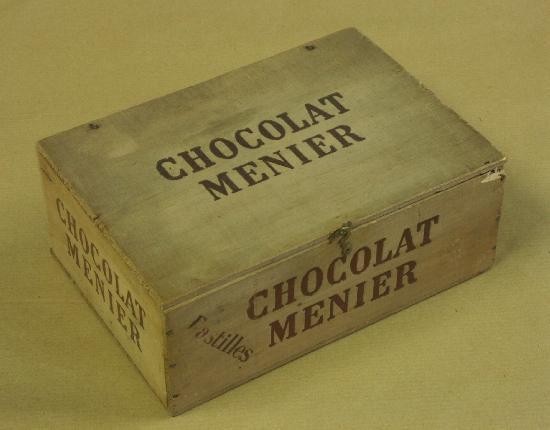 CHOCOLAT
MENIER
CHOCOLAT
MENIER
Pastilles
CHOCOLAT
MENIER